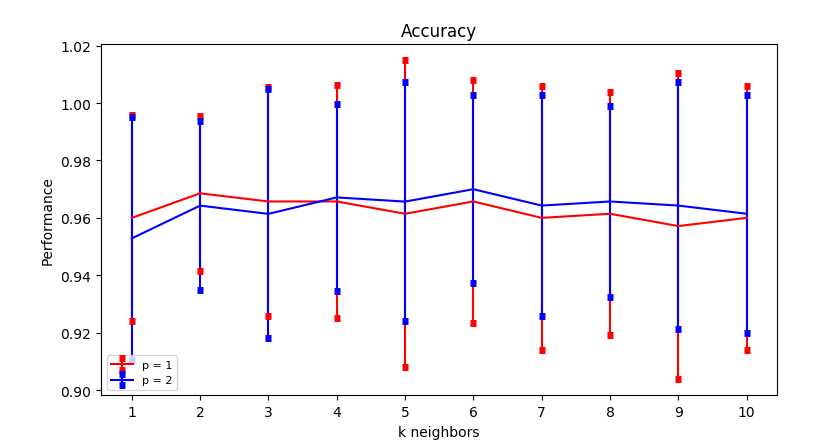 Accuracy
Performance
1.02
1.00
0.98
0.96
0.94
0.92
0.90
p = 1
p = 2
1 2 3 4 5 6 7 8 9 10
k neighbors